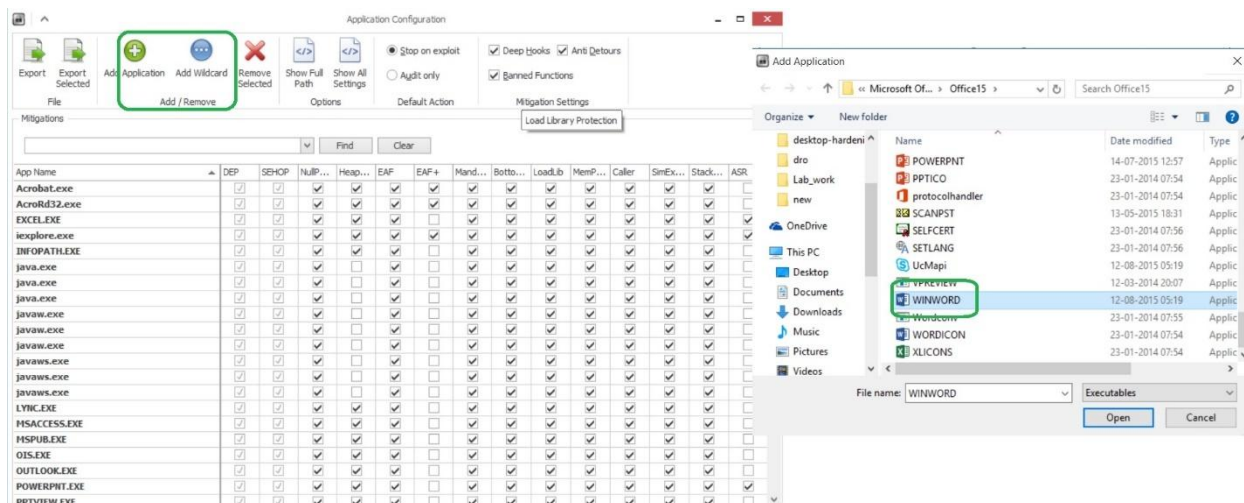 Application Configuration
Export
Export Selected
Add Application
Add Wildcard
Remove Selected
Show Full Path
Show All Settings
Stop on exploit
Audit only
Deep Hooks
Anti Detours
Banned Functions
File
Add / Remove
Options
Default Action
Mitigation Settings
Load Library Protection
Mitigations
Find
Clear
App Name DEP SEHOP NullP... Heap... EAF EAF+ Mand... Botto... LoadLib MemP... Caller SimEx... Stack... ASR
Acrobat.exe
AcroRd32.exe
EXCEL.EXE
iexplore.exe
INFOPATH.EXE
java.exe
java.exe
java.exe
javaw.exe
javaw.exe
javaw.exe
javaws.exe
javaws.exe
javaws.exe
LYNC.EXE
MSACCESS.EXE
MSPUB.EXE
OIS.EXE
OUTLOOK.EXE
POWERPNT.EXE
PPTVIEW.EXE
Add Application
« Microsoft Of... › Office15 ›
Search Office15
Organize
New folder
desktop-hardeni
dro
Lab_work
new
OneDrive
This PC
Desktop
Documents
Downloads
Music
Pictures
Videos
Name Date modified Type
POWERPNT 14-07-2015 12:57 Applic
PPTICO 23-01-2014 07:54 Applic
protocolhandler 23-01-2014 07:54 Applic
SCANPST 13-05-2015 18:31 Applic
SELFCERT 23-01-2014 07:56 Applic
SETLANG 23-01-2014 07:56 Applic
UcMapi 12-08-2015 05:19 Applic
VPREVIEW 12-03-2014 20:07 Applic
WINWORD 12-08-2015 05:19 Applic
Wordconv 23-01-2014 07:55 Applic
WORDICON 23-01-2014 07:54 Applic
XLICONS 23-01-2014 07:54 Applic
File name: WINWORD
Executables
Open
Cancel